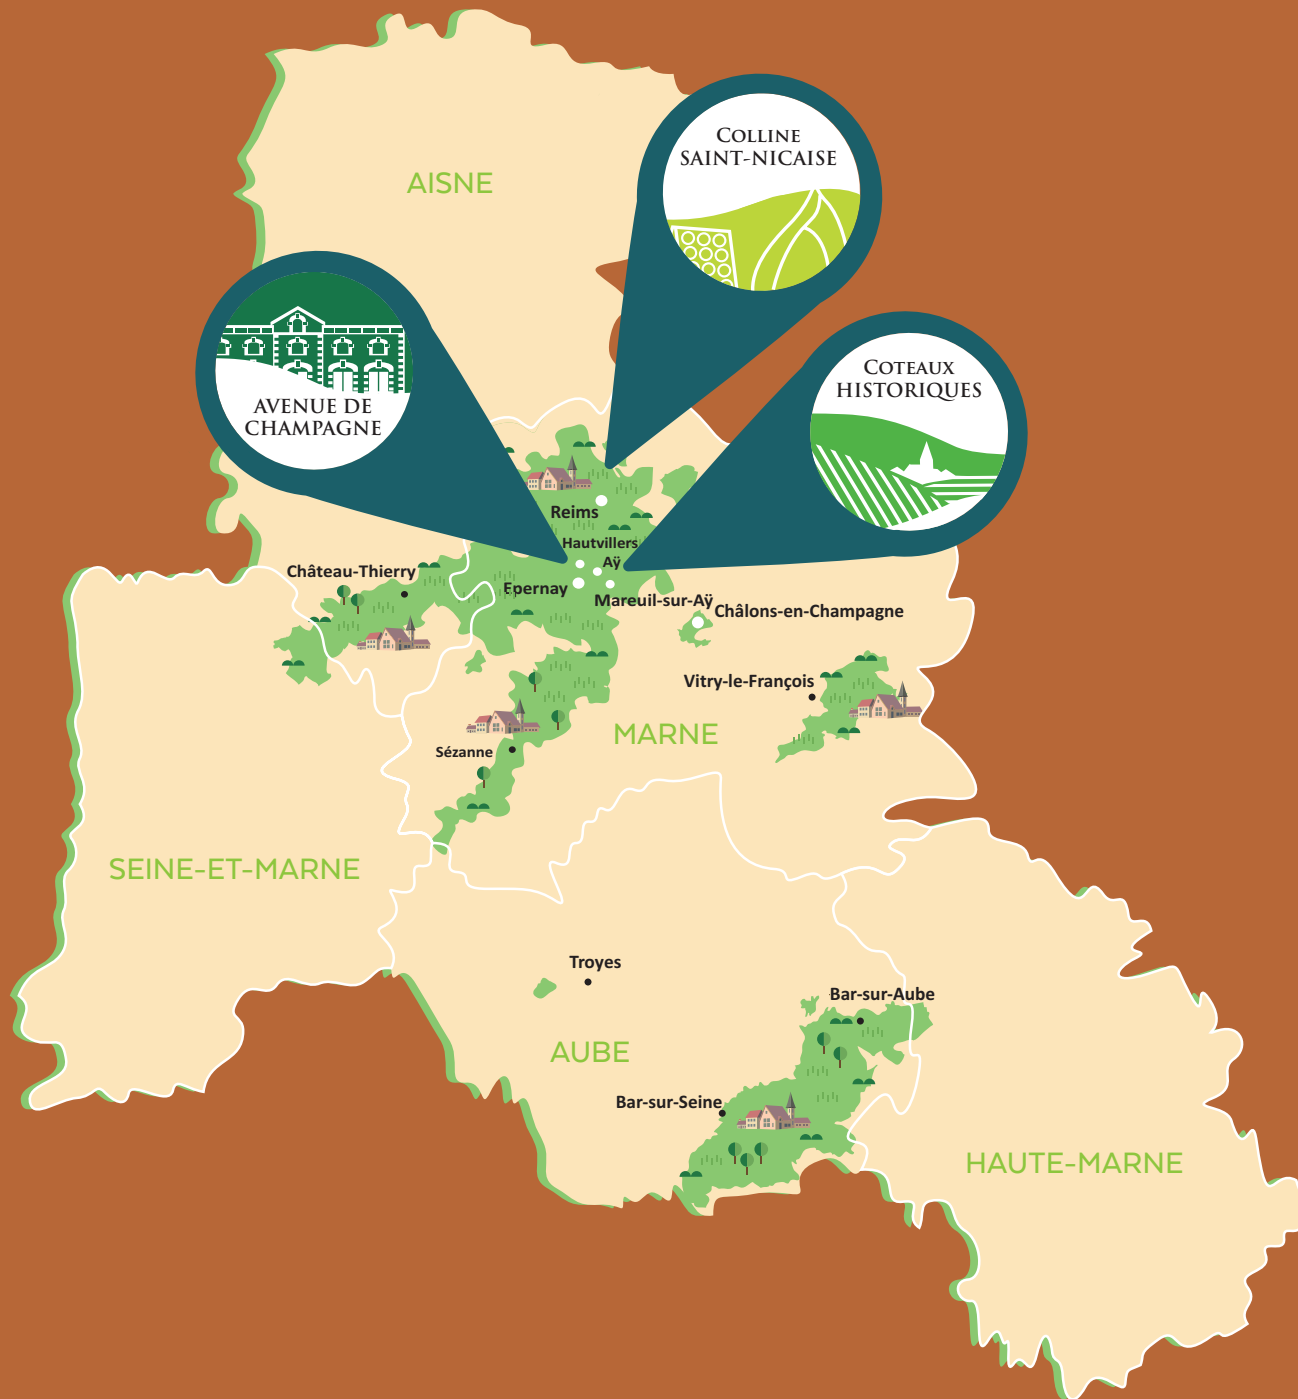 COLLINE
SAINT-NICAISE
AISNE
COTEAUX
HISTORIQUES
AVENUE DE
CHAMPAGNE
Reims
Hautvillers
Aÿ
Château-Thierry
Epernay
Mareuil-sur-Aÿ
Châlons-en-Champagne
Vitry-le-François
MARNE
Sézanne
SEINE-ET-MARNE
Troyes
Bar-sur-Aube
AUBE
Bar-sur-Seine
HAUTE-MARNE